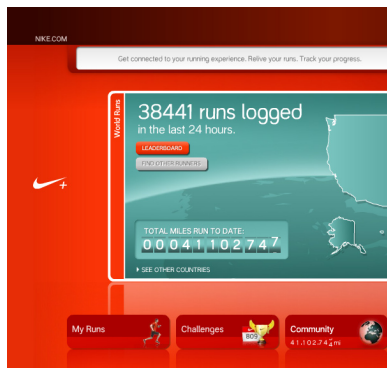 NIKE.COM
Get connected to your running experience. Relive your runs. Track your progress.
World Runs
38441 runs logged
in the last 24 hours.
LEADERBOARD
FIND OTHER RUNNERS
TOTAL MILES RUN TO DATE:
00041102747
SEE OTHER COUNTRIES
My Runs
Challenges
809
Community
41,102,747 mi